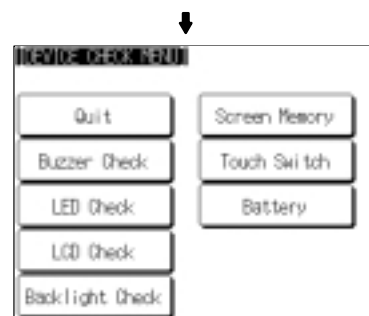 [DEVICE CHECK MENU]
Quit
Buzzer Check
LED Check
LCD Check
Backlight Check
Screen Memory
Touch Switch
Battery